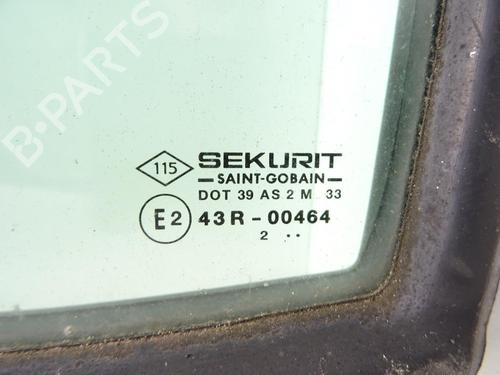 B-PARTS
115
SEKURIT
SAINT-GOBAIN
DOT 39 AS 2 M 33
E2 43R-00464
2 ..